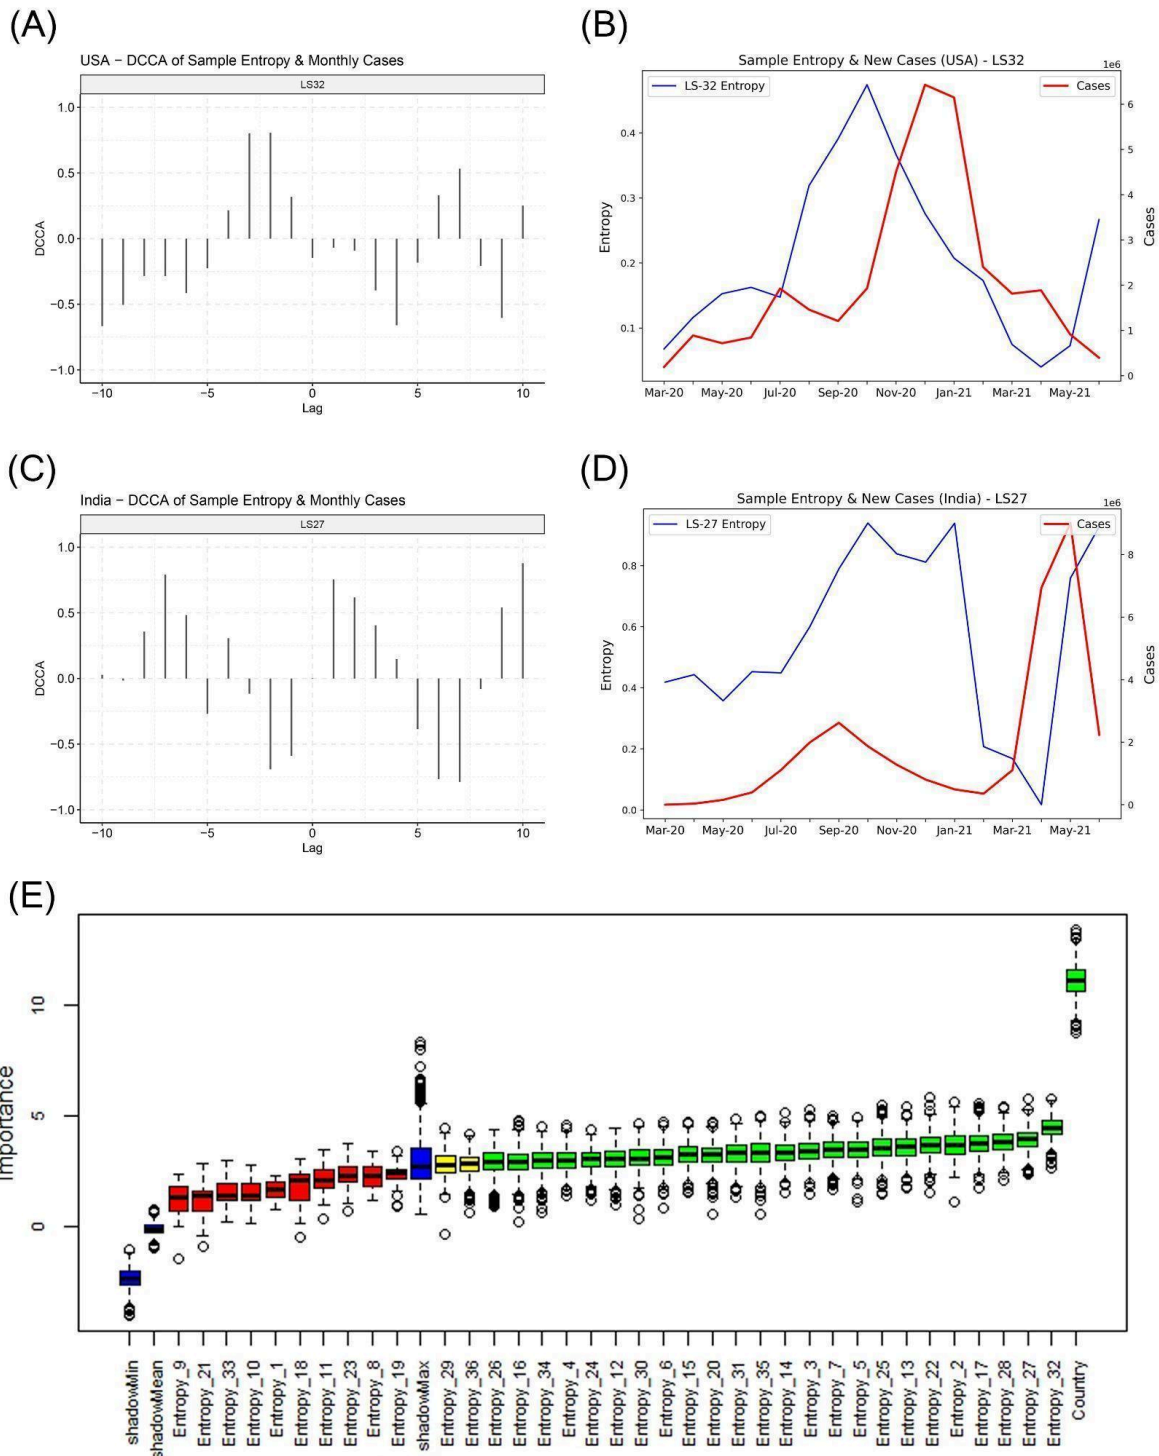 (A)
USA − DCCA of Sample Entropy & Monthly Cases
LS32
1.0
0.5
0.0
−0.5
−1.0
DCCA
−10
−5
0
5
10
Lag
(B)
Sample Entropy & New Cases (USA) - LS32
1e6
LS-32 Entropy
Cases
0.4
0.3
0.2
0.1
Entropy
6
5
4
3
2
1
0
Cases
Mar-20
May-20
Jul-20
Sep-20
Nov-20
Jan-21
Mar-21
May-21
(C)
India − DCCA of Sample Entropy & Monthly Cases
LS27
1.0
0.5
0.0
−0.5
−1.0
DCCA
−10
−5
0
5
10
Lag
(D)
Sample Entropy & New Cases (India) - LS27
1e6
LS-27 Entropy
Cases
0.8
0.6
0.4
0.2
0.0
Entropy
8
6
4
2
0
Cases
Mar-20
May-20
Jul-20
Sep-20
Nov-20
Jan-21
Mar-21
May-21
(E)
Importance
10
5
0
shadowMin
shadowMean
Entropy_9
Entropy_21
Entropy_33
Entropy_10
Entropy_1
Entropy_18
Entropy_11
Entropy_23
Entropy_8
Entropy_19
shadowMax
Entropy_29
Entropy_36
Entropy_26
Entropy_16
Entropy_34
Entropy_4
Entropy_24
Entropy_12
Entropy_30
Entropy_6
Entropy_15
Entropy_20
Entropy_31
Entropy_35
Entropy_14
Entropy_3
Entropy_7
Entropy_5
Entropy_25
Entropy_13
Entropy_22
Entropy_2
Entropy_17
Entropy_28
Entropy_27
Entropy_32
Country